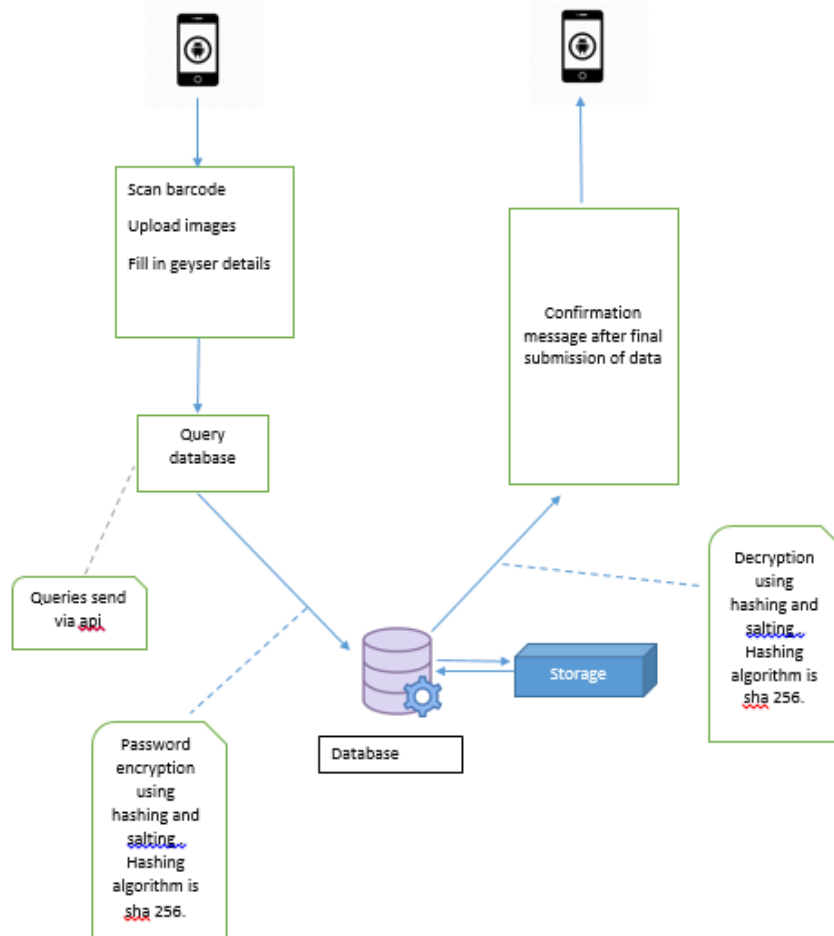 Scan barcode
Upload images
Fill in geyser details
Query
database
Queries send
via api
Password
encryption
using
hashing and
salting..
Hashing
algorithm is
sha 256.
Database
Storage
Confirmation
message after final
submission of data
Decryption
using
hashing and
salting..
Hashing
algorithm is
sha 256.